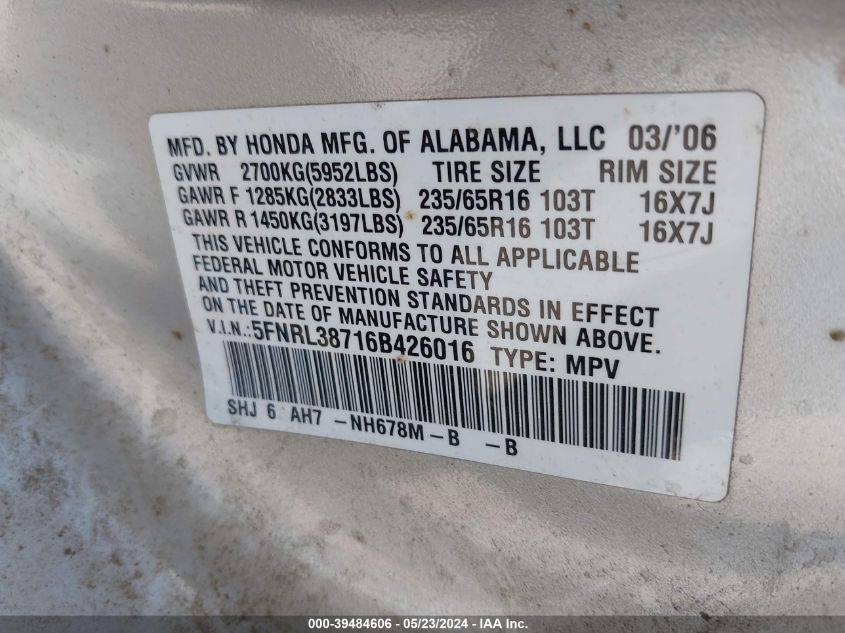 MFD. BY HONDA MFG. OF ALABAMA, LLC 03/'06
GVWR 2700KG(5952LBS) TIRE SIZE RIM SIZE
GAWR F 1285KG(2833LBS) 235/65R16 103T 16X7J
GAWR R 1450KG(3197LBS) 235/65R16 103T 16X7J
THIS VEHICLE CONFORMS TO ALL APPLICABLE
FEDERAL MOTOR VEHICLE SAFETY
AND THEFT PREVENTION STANDARDS IN EFFECT
ON THE DATE OF MANUFACTURE SHOWN ABOVE.
V.I.N.:5FNRL38716B426016 TYPE: MPV
SHJ 6 AH7 -NH678M-B -B
000-39484606 - 05/23/2024 - IAA Inc.